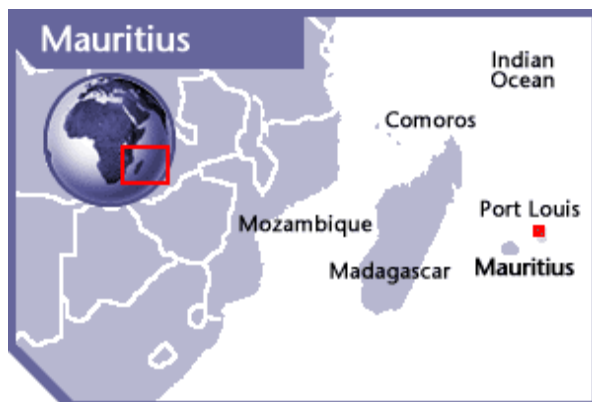 Mauritius
Indian
Ocean
Comoros
Port Louis
Mozambique
Mauritius
Madagascar